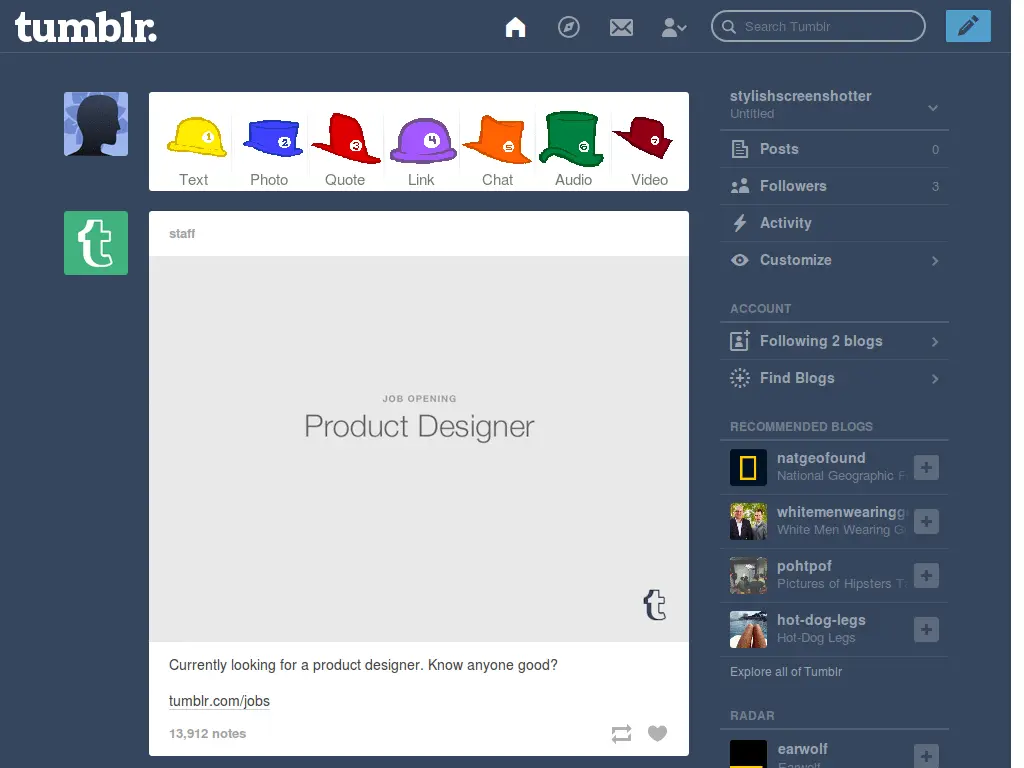 tumblr.
Search Tumblr
1 2 3 4 5 6 7
Text Photo Quote Link Chat Audio Video
staff
JOB OPENING
Product Designer
t
Currently looking for a product designer. Know anyone good?
tumblr.com/jobs
13,912 notes
stylishscreenshotter
Untitled
Posts 0
Followers 3
Activity
Customize
ACCOUNT
Following 2 blogs
Find Blogs
RECOMMENDED BLOGS
natgeofound
National Geographic F
whitemenwearingg
White Men Wearing G
pohtpof
Pictures of Hipsters T
hot-dog-legs
Hot-Dog Legs
Explore all of Tumblr
RADAR
earwolf
Earwolf